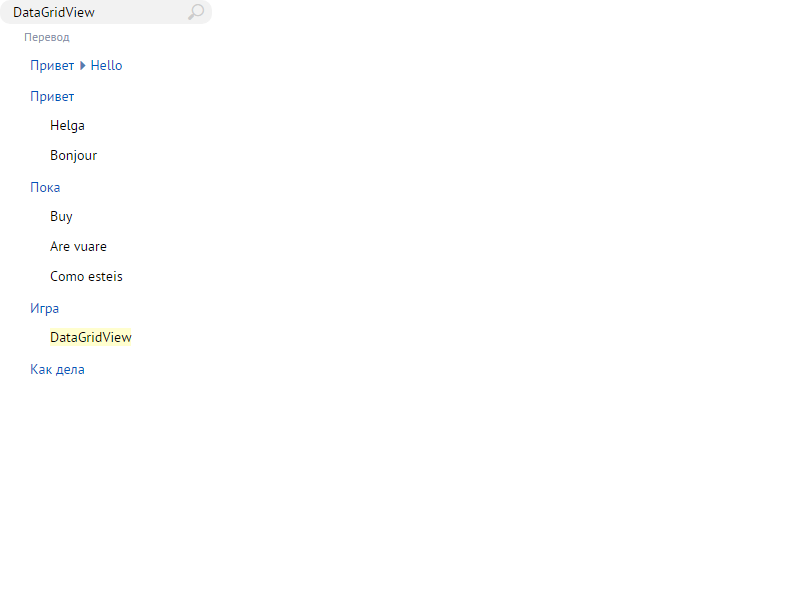 DataGridView
Перевод
Привет Hello
Привет
Helga
Bonjour
Пока
Buy
Are vuare
Como esteis
Игра
DataGridView
Как дела